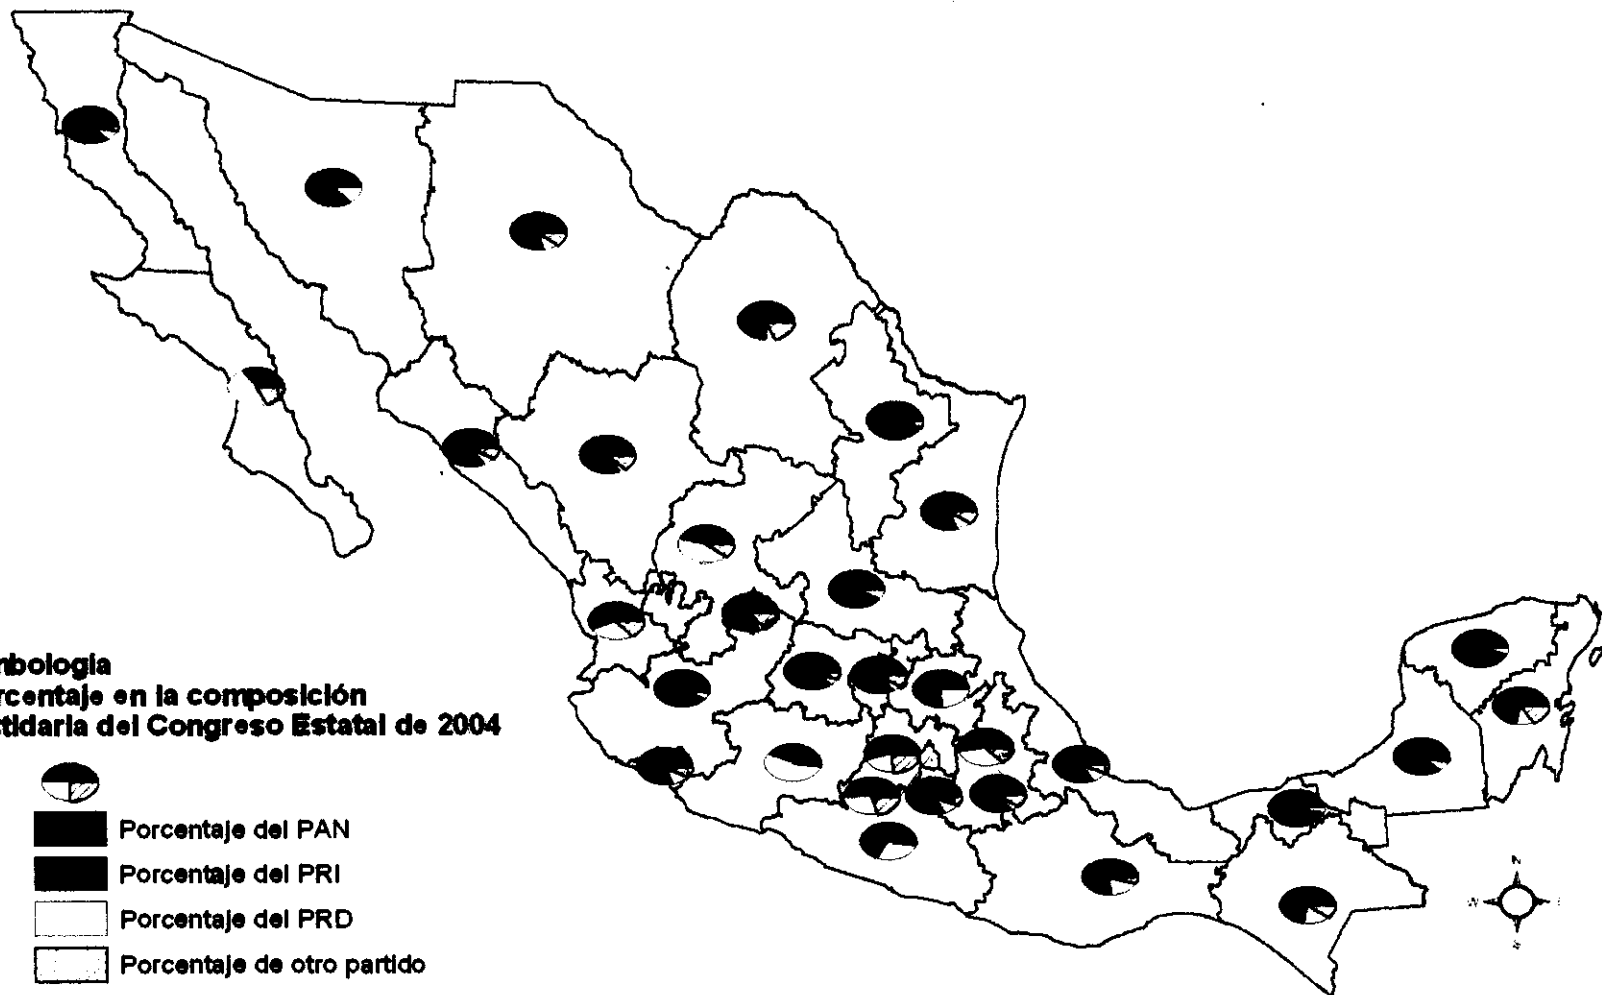 nbología
rcentaje en la composición
tidaria del Congreso Estatal de 2004
Porcentaje del PAN
Porcentaje del PRI
Porcentaje del PRD
Porcentaje de otro partido
N
W
S